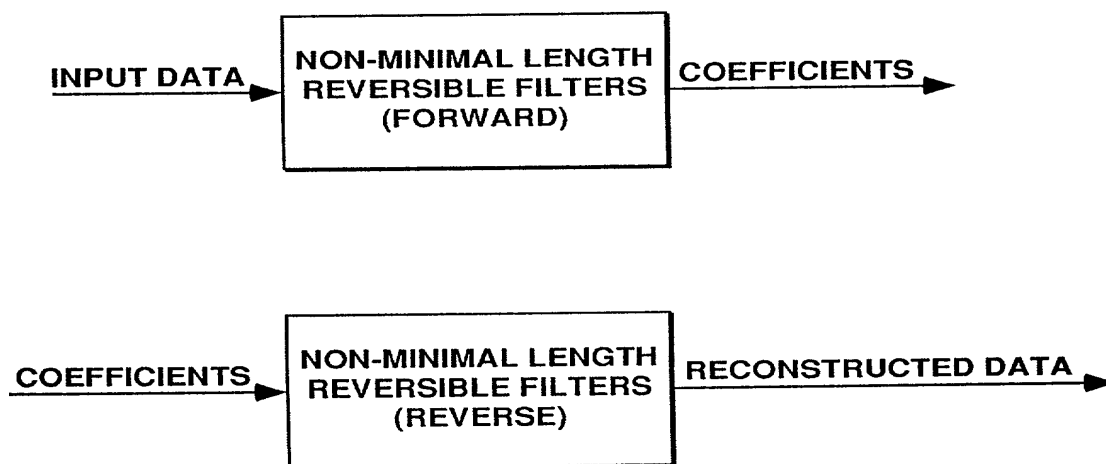 INPUT DATA
NON-MINIMAL LENGTH
REVERSIBLE FILTERS
(FORWARD)
COEFFICIENTS
COEFFICIENTS
NON-MINIMAL LENGTH
REVERSIBLE FILTERS
(REVERSE)
RECONSTRUCTED DATA